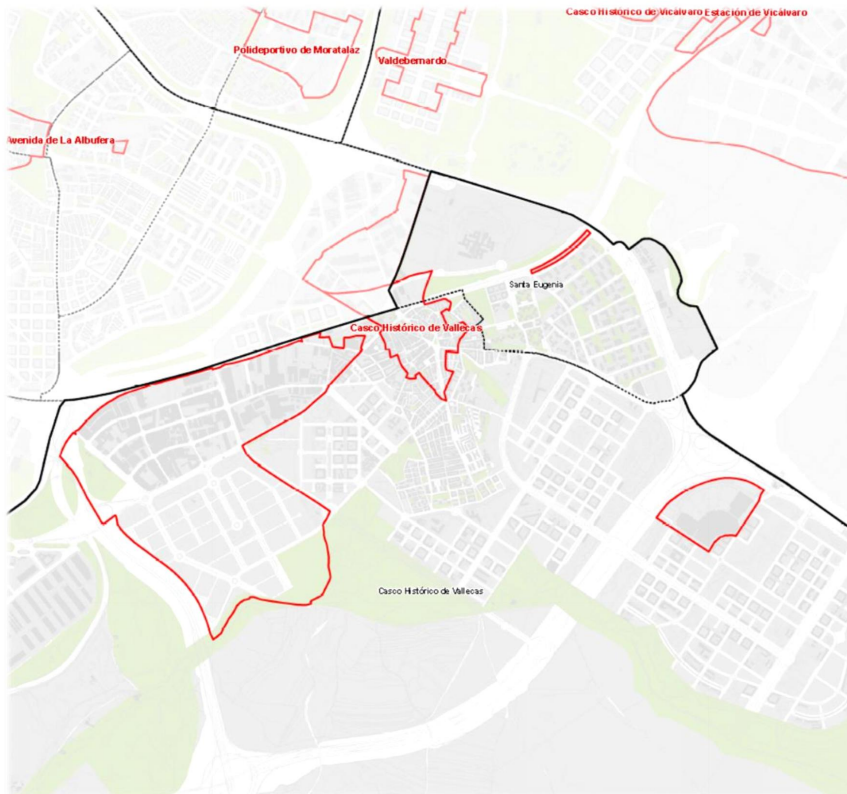 Casco Histórico de Vicálvaro Estación de Vicálvaro
Polideportivo de Moratalaz
Valdebernardo
Avenida de La Albufera
Santa Eugenia
Casco Histórico de Vallecas
Casco Histórico de Vallecas